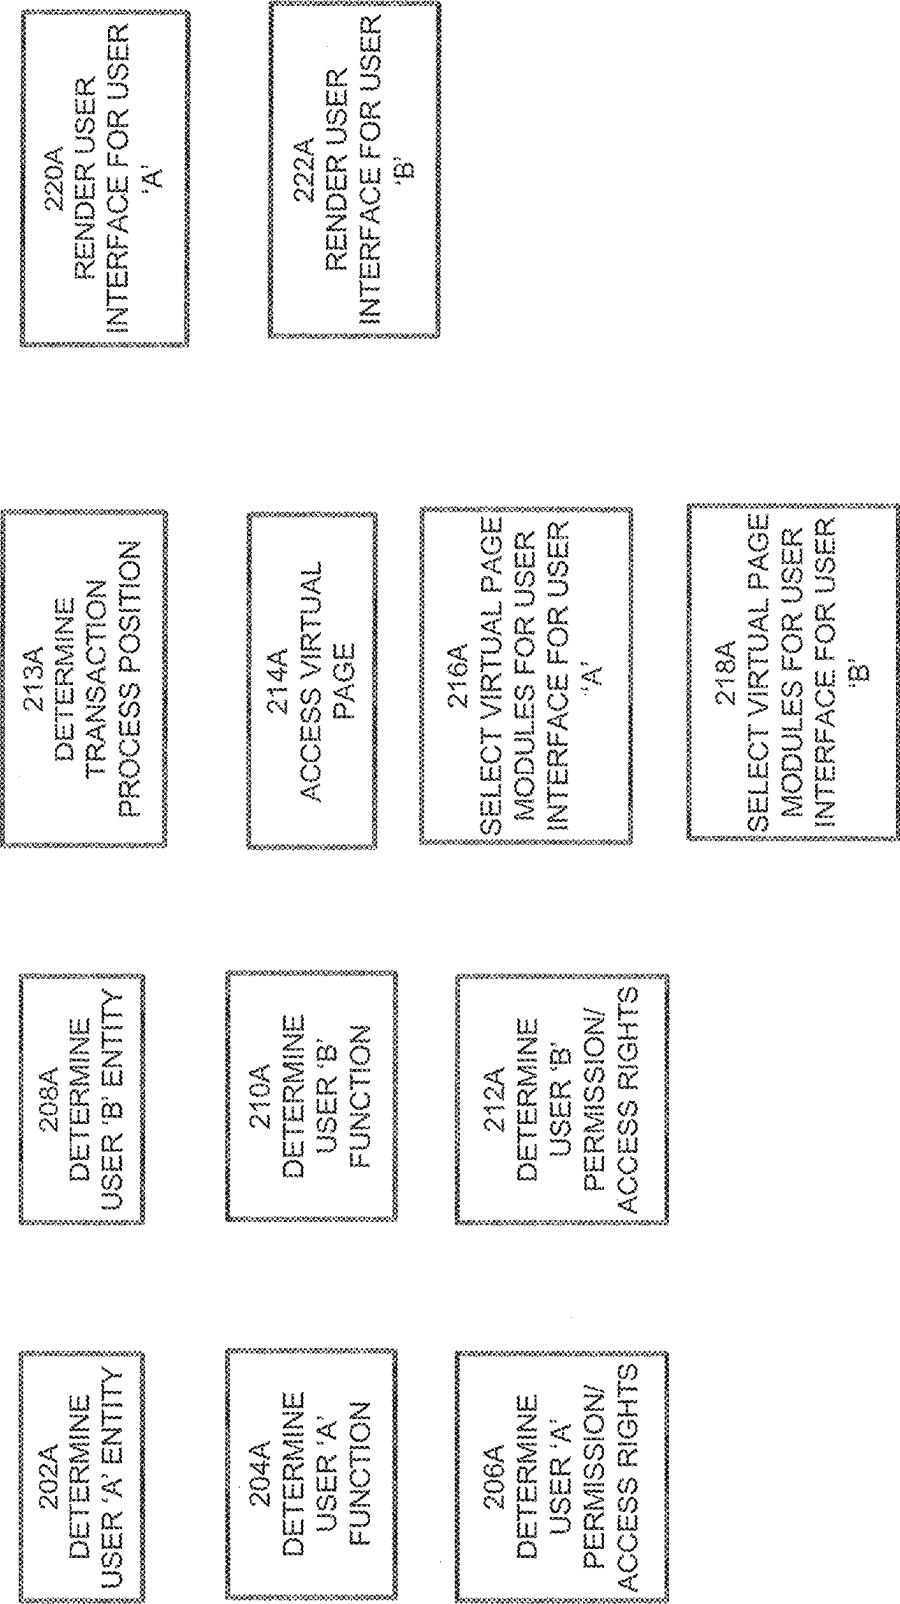 202A
DETERMINE
USER 'A' ENTITY
204A
DETERMINE
USER 'A'
FUNCTION
206A
DETERMINE
USER 'A'
PERMISSION/
ACCESS RIGHTS
208A
DETERMINE
USER 'B' ENTITY
210A
DETERMINE
USER 'B'
FUNCTION
212A
DETERMINE
USER 'B'
PERMISSION/
ACCESS RIGHTS
213A
DETERMINE
TRANSACTION
PROCESS POSITION
214A
ACCESS VIRTUAL
PAGE
216A
SELECT VIRTUAL PAGE
MODULES FOR USER
INTERFACE FOR USER
'A'
218A
SELECT VIRTUAL PAGE
MODULES FOR USER
INTERFACE FOR USER
'B'
220A
RENDER USER
INTERFACE FOR USER
'A'
222A
RENDER USER
INTERFACE FOR USER
'B'